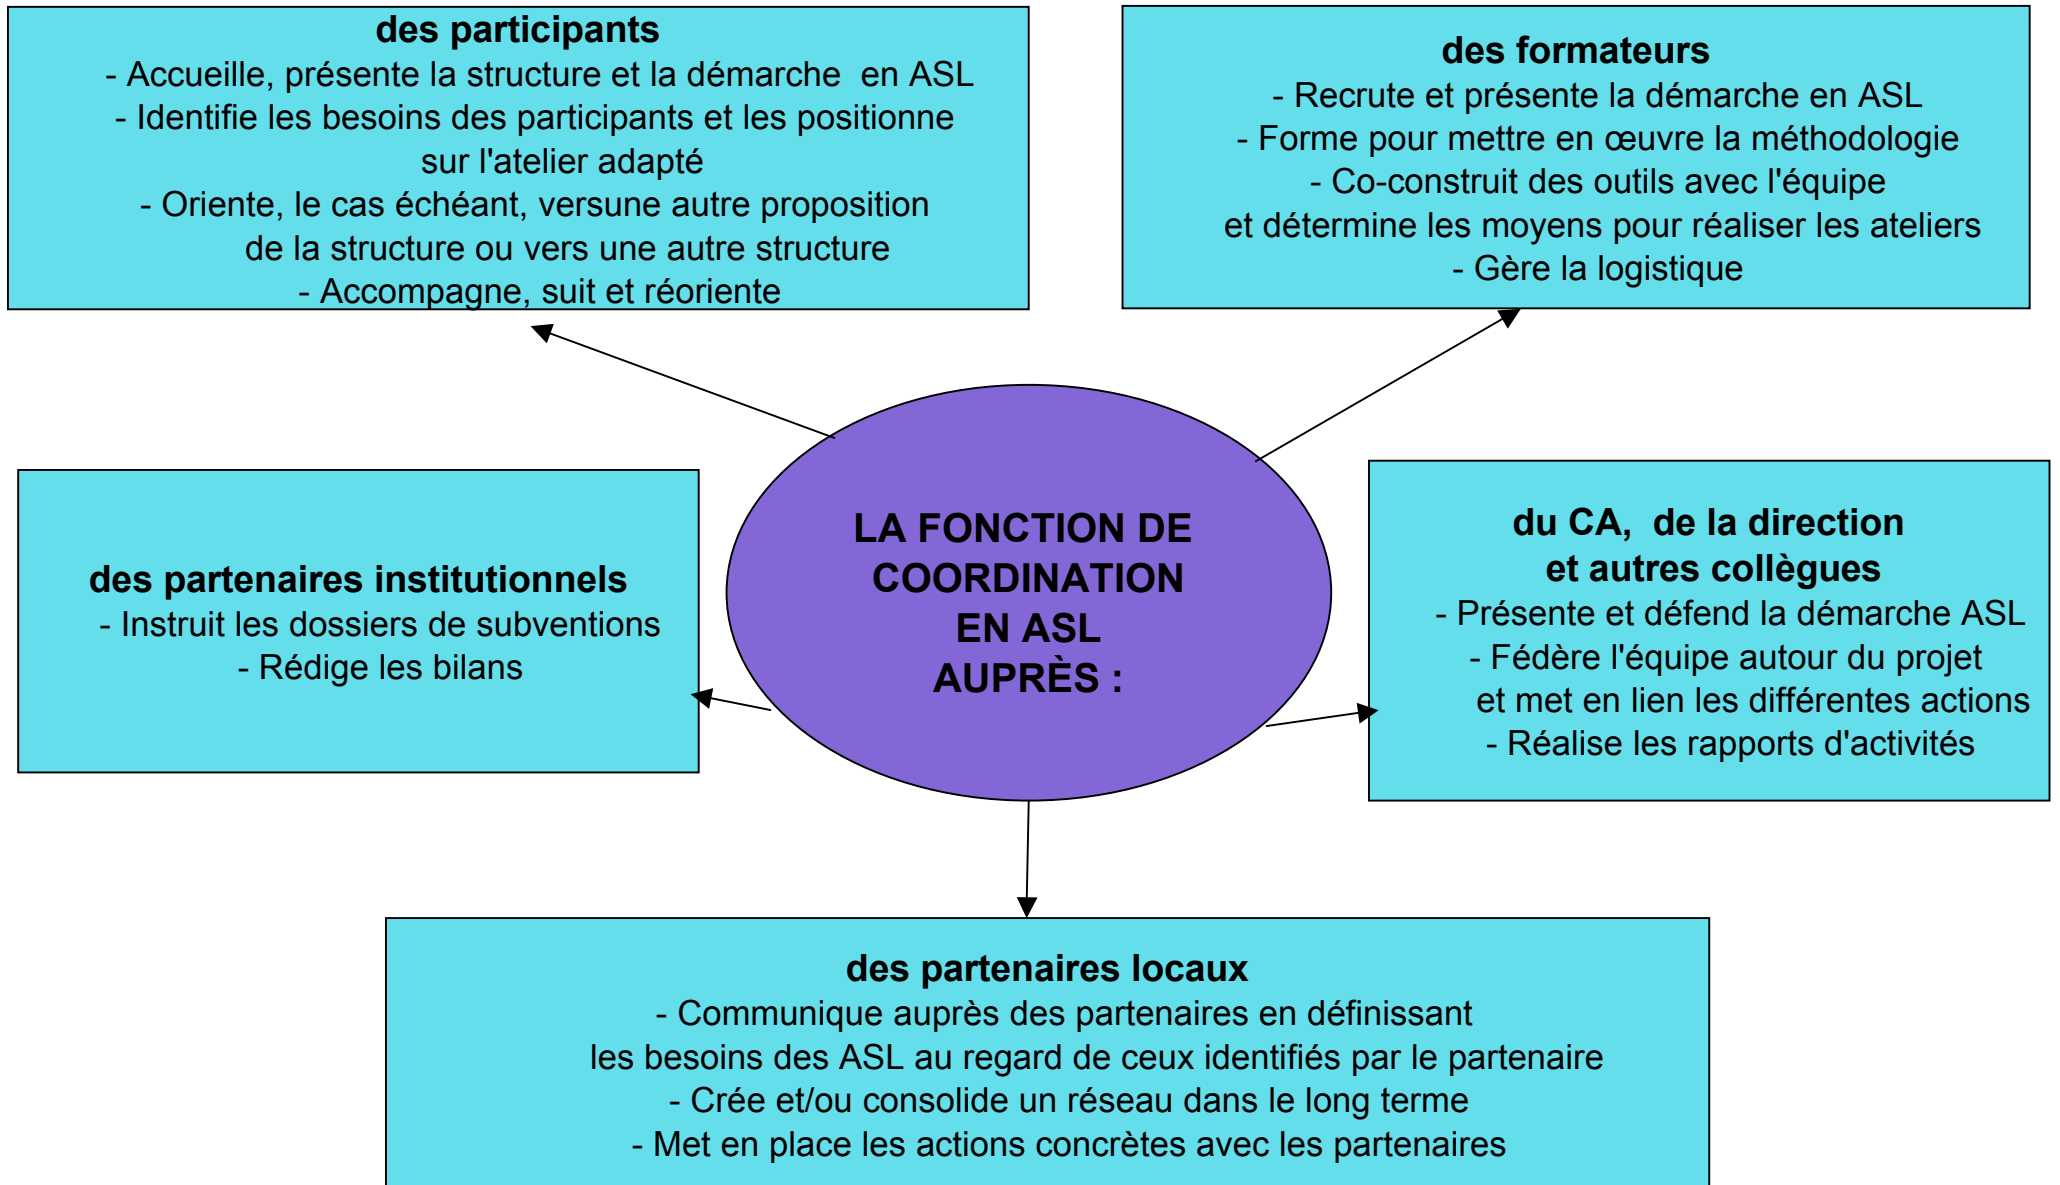 des participants
- Accueille, présente la structure et la démarche en ASL
- Identifie les besoins des participants et les positionne
sur l'atelier adapté
- Oriente, le cas échéant, versune autre proposition
de la structure ou vers une autre structure
- Accompagne, suit et réoriente
des formateurs
- Recrute et présente la démarche en ASL
- Forme pour mettre en œuvre la méthodologie
- Co-construit des outils avec l'équipe
et détermine les moyens pour réaliser les ateliers
- Gère la logistique
des partenaires institutionnels
- Instruit les dossiers de subventions
- Rédige les bilans
LA FONCTION DE
COORDINATION
EN ASL
AUPRÈS :
du CA, de la direction
et autres collègues
- Présente et défend la démarche ASL
- Fédère l'équipe autour du projet
et met en lien les différentes actions
- Réalise les rapports d'activités
des partenaires locaux
- Communique auprès des partenaires en définissant
les besoins des ASL au regard de ceux identifiés par le partenaire
- Crée et/ou consolide un réseau dans le long terme
- Met en place les actions concrètes avec les partenaires